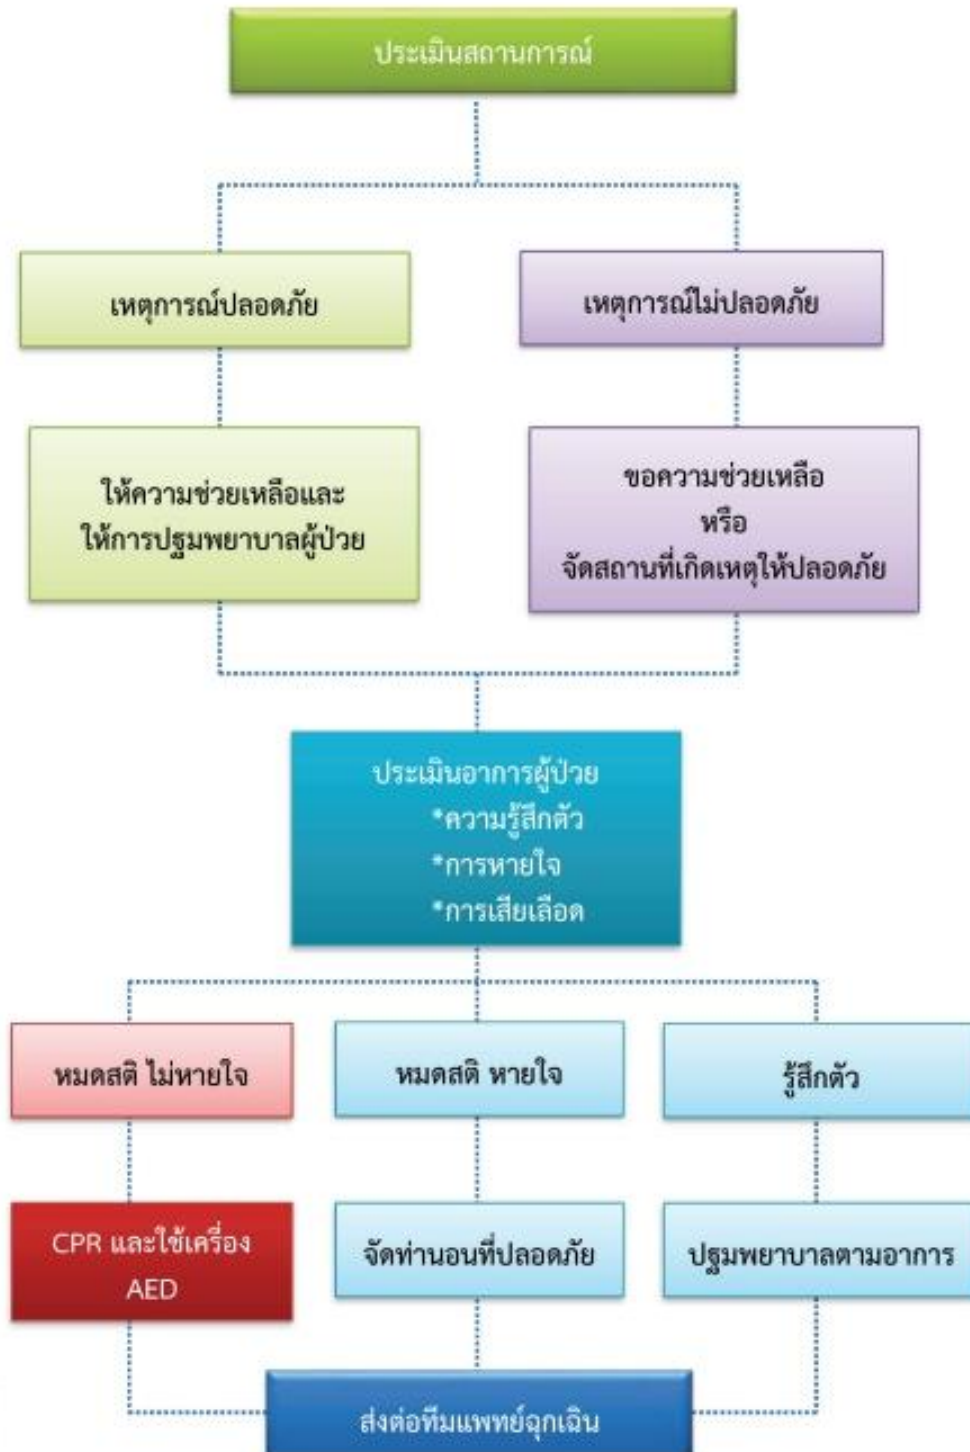 ประเมินสถานการณ์
เหตุการณ์ปลอดภัย
เหตุการณ์ไม่ปลอดภัย
ให้ความช่วยเหลือและ
ให้การปฐมพยาบาลผู้ป่วย
ขอความช่วยเหลือ
หรือ
จัดสถานที่เกิดเหตุให้ปลอดภัย
ประเมินอาการผู้ป่วย
*ความรู้สึกตัว
*การหายใจ
*การเสียเลือด
หมดสติ ไม่หายใจ
หมดสติ หายใจ
รู้สึกตัว
CPR และใช้เครื่อง
AED
จัดท่านอนที่ปลอดภัย
ปฐมพยาบาลตามอาการ
ส่งต่อทีมแพทย์ฉุกเฉิน